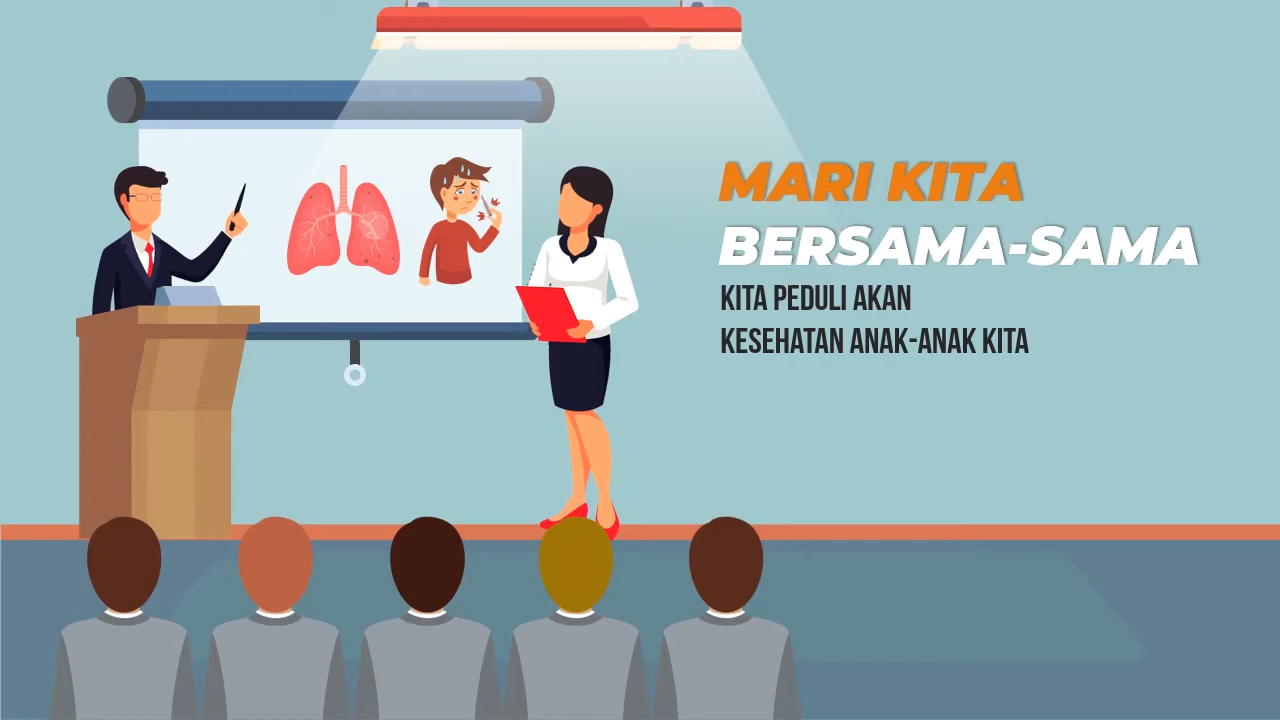 MARI KITA
BERSAMA-SAMA
KITA PEDULI AKAN
KESEHATAN ANAK-ANAK KITA